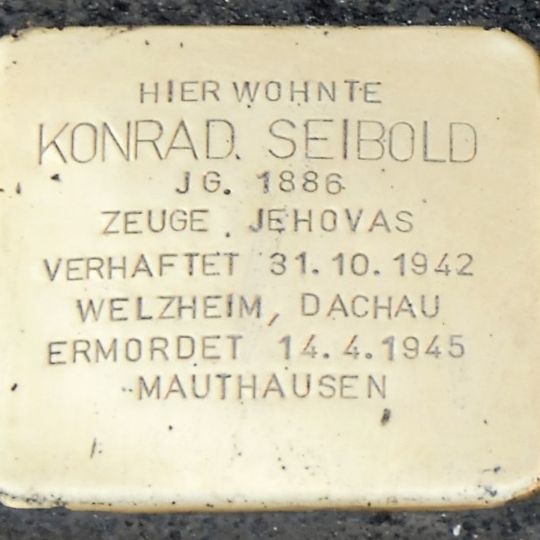 HIER WOHNTE
KONRAD SEIBOLD
JG. 1886
ZEUGE JEHOVAS
VERHAFTET 31.10.1942
WELZHEIM, DACHAU
ERMORDET 14.4.1945
MAUTHAUSEN